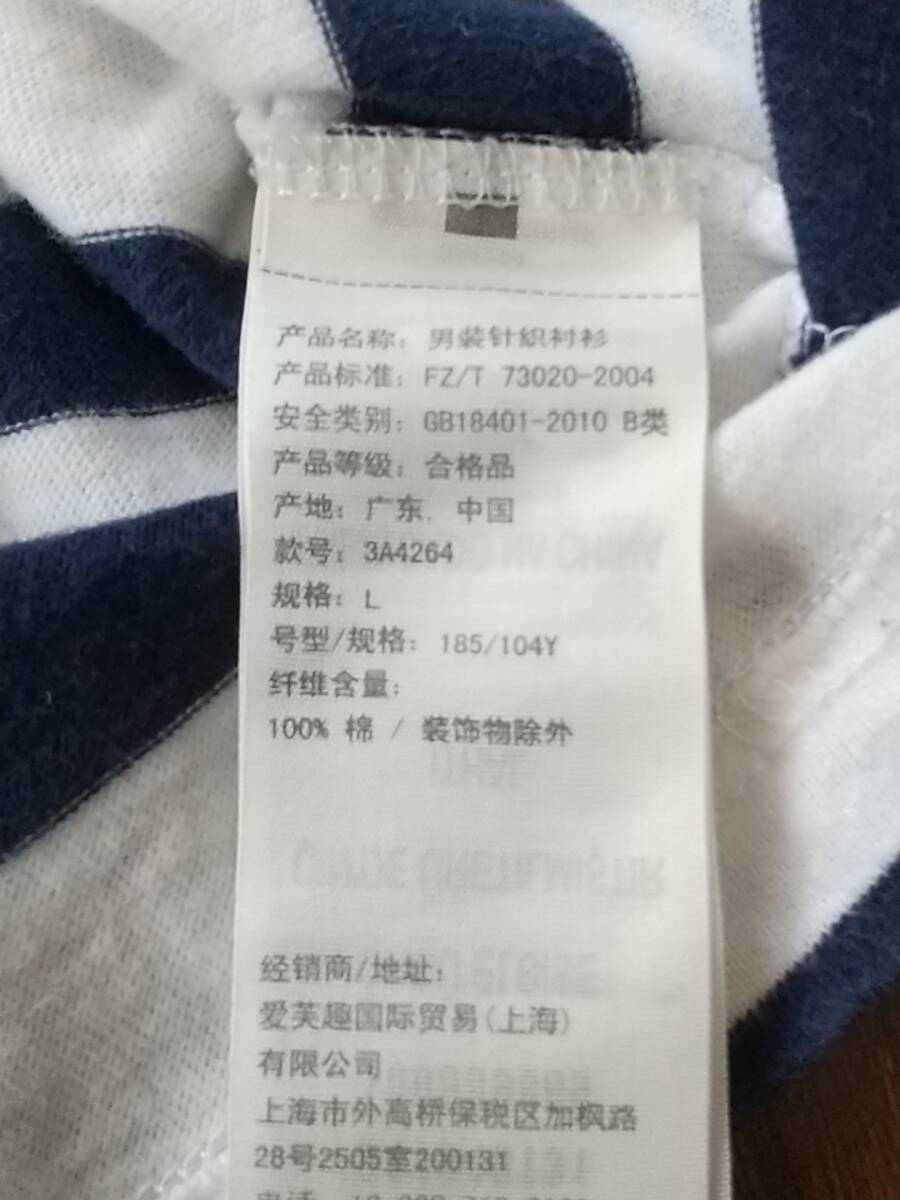 产品名称: 男装针织衬衫
产品标准: FZ/T 73020-2004
安全类别: GB18401-2010 B类
产品等级: 合格品
产地: 广东, 中国
款号: 3A4264
规格: L
号型/规格: 185/104Y
纤维含量:
100% 棉 / 装饰物除外
经销商/地址:
爱芙趣国际贸易(上海)
有限公司
上海市外高桥保税区加枫路
28号2505室200131